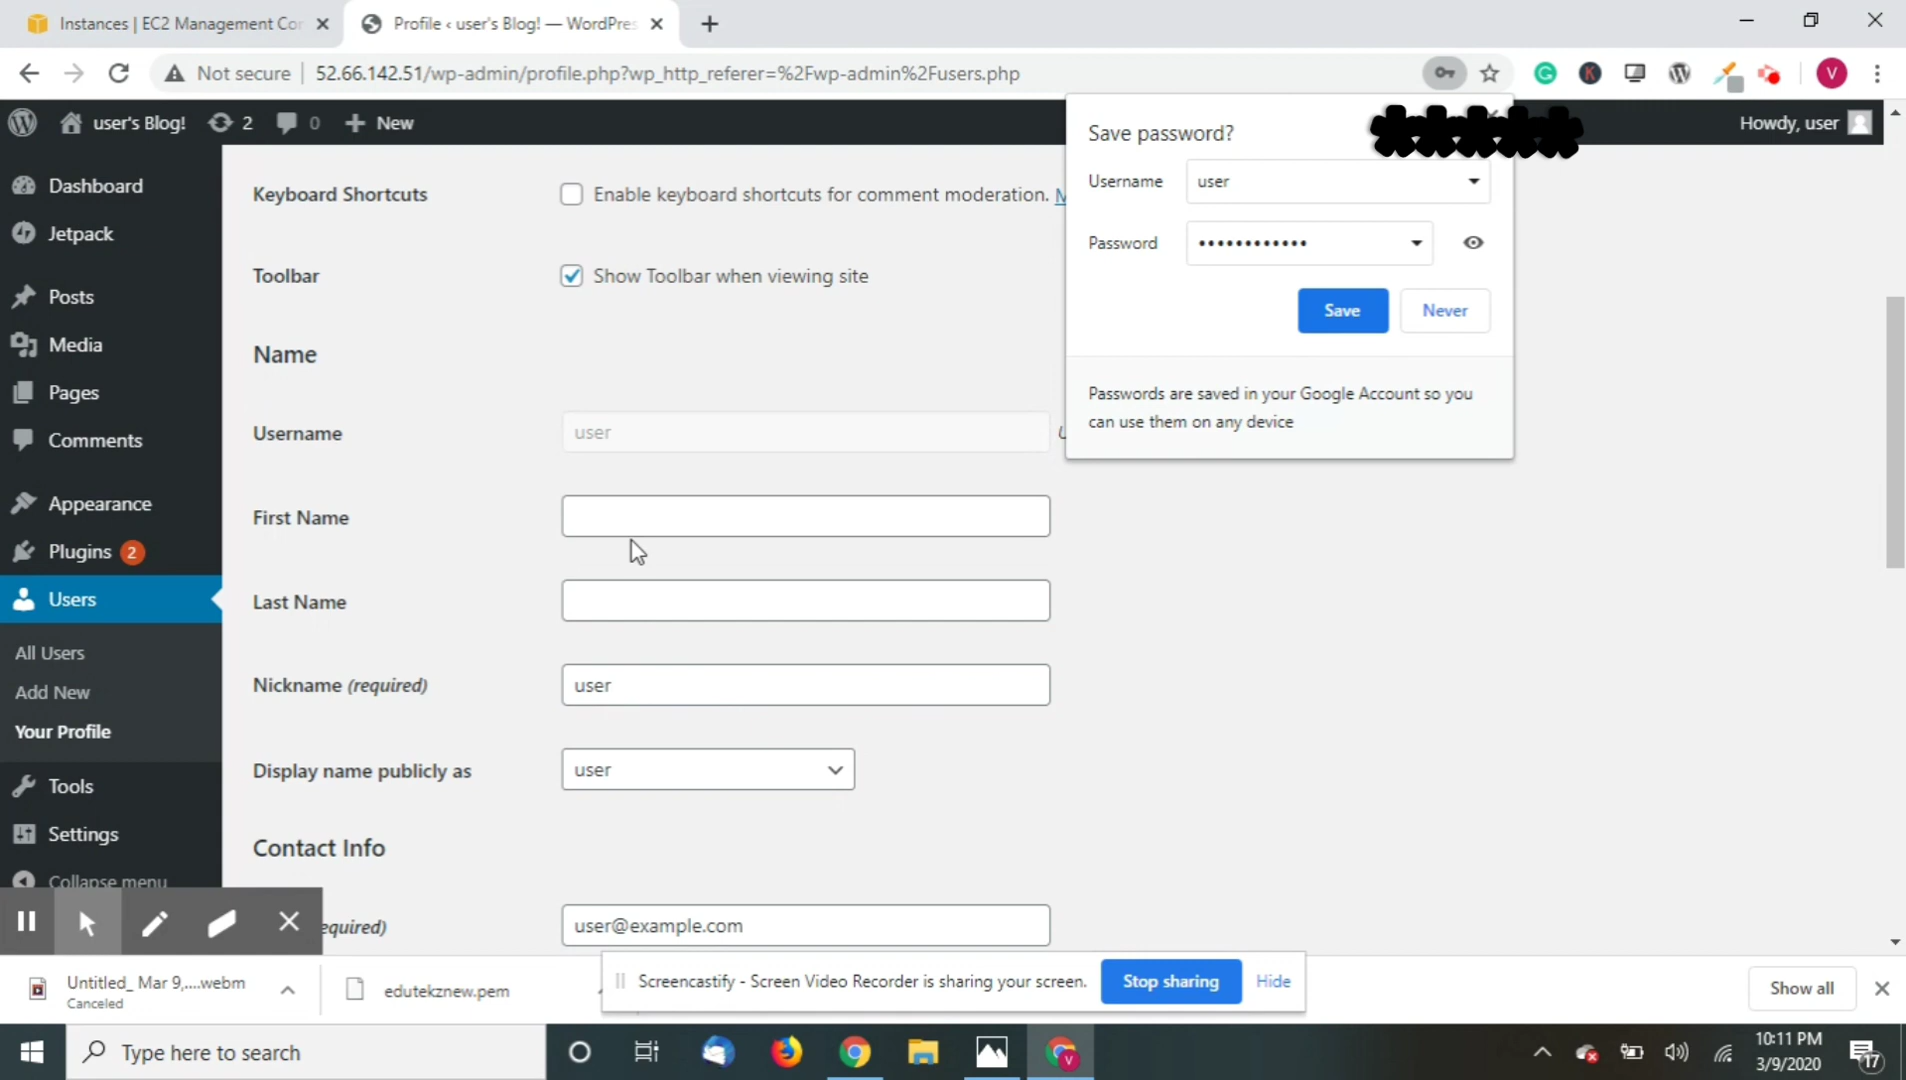 Instances | EC2 Management Cor
Profile ‹ user's Blog! — WordPres
Not secure
52.66.142.51/wp-admin/profile.php?wp_http_referer=%2Fwp-admin%2Fusers.php
V
user's Blog!
2
0
New
Howdy, user
Save password?
Username
user
Password
••••••••••••
Save
Never
Passwords are saved in your Google Account so you
can use them on any device
Dashboard
Jetpack
Posts
Media
Pages
Comments
Appearance
Plugins 2
Users
All Users
Add New
Your Profile
Tools
Settings
Collapse menu
Keyboard Shortcuts
Enable keyboard shortcuts for comment moderation.
Toolbar
Show Toolbar when viewing site
Name
Username
user
First Name
Last Name
Nickname (required)
user
Display name publicly as
user
Contact Info
equired)
user@example.com
Untitled_ Mar 9,....webm
Canceled
edutekznew.pem
Screencastify - Screen Video Recorder is sharing your screen.
Stop sharing
Hide
Show all
Type here to search
V
10:11 PM
3/9/2020
17